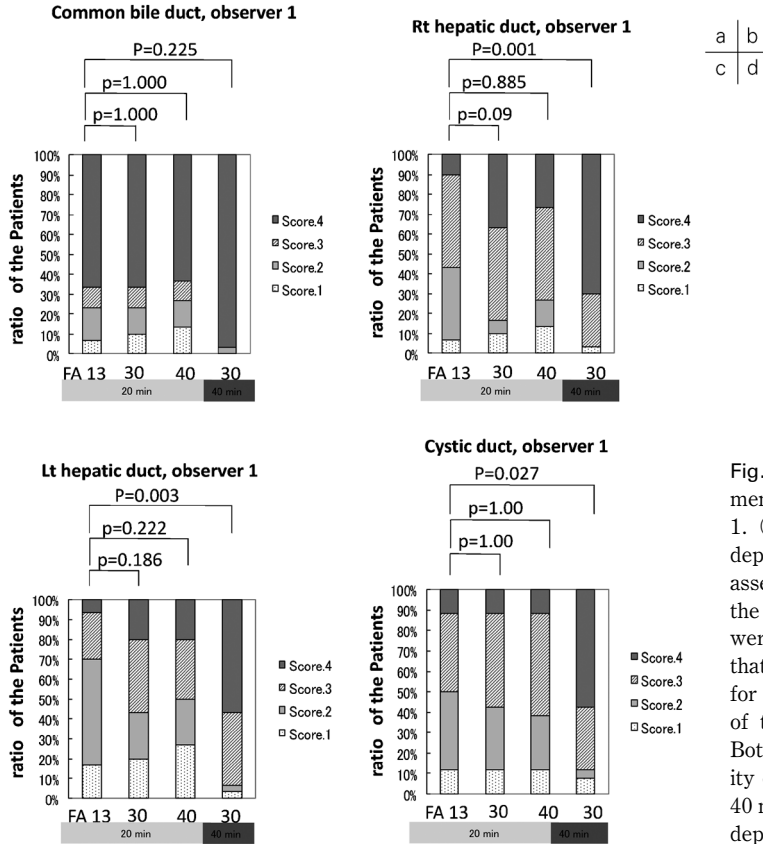 Common bile duct, observer 1
P=0.225
p=1.000
p=1.000
ratio of the Patients
100%
90%
80%
70%
60%
50%
40%
30%
20%
10%
0%
Score.4
Score.3
Score.2
Score.1
FA 13 30 40 30
20 min 40 min
Rt hepatic duct, observer 1
P=0.001
p=0.885
p=0.09
ratio of the Patients
100%
90%
80%
70%
60%
50%
40%
30%
20%
10%
0%
Score.4
Score.3
Score.2
Score.1
FA 13 30 40 30
20 min 40 min
a b
c d
Lt hepatic duct, observer 1
P=0.003
p=0.222
p=0.186
ratio of the Patients
100%
90%
80%
70%
60%
50%
40%
30%
20%
10%
0%
Score.4
Score.3
Score.2
Score.1
FA 13 30 40 30
20 min 40 min
Cystic duct, observer 1
P=0.027
p=1.00
p=1.00
ratio of the Patients
100%
90%
80%
70%
60%
50%
40%
30%
20%
10%
0%
Score.4
Score.3
Score.2
Score.1
FA 13 30 40 30
20 min 40 min
Fig.
men
1. (
dep
asse
the
wer
that
for
of t
Bot
ity
40 m
dep